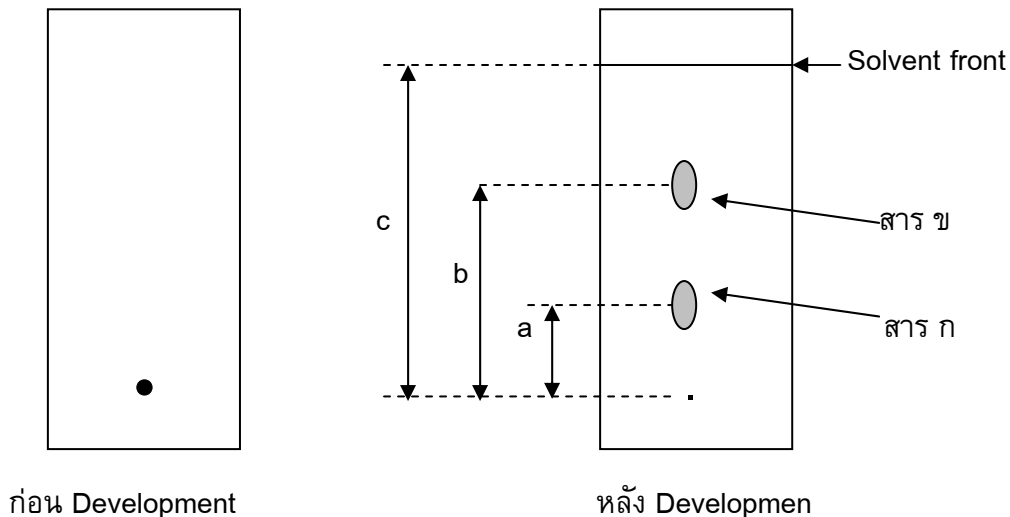 Solvent front
สาร ข
c
b
a
สาร ก
ก่อน Development
หลัง Developmen